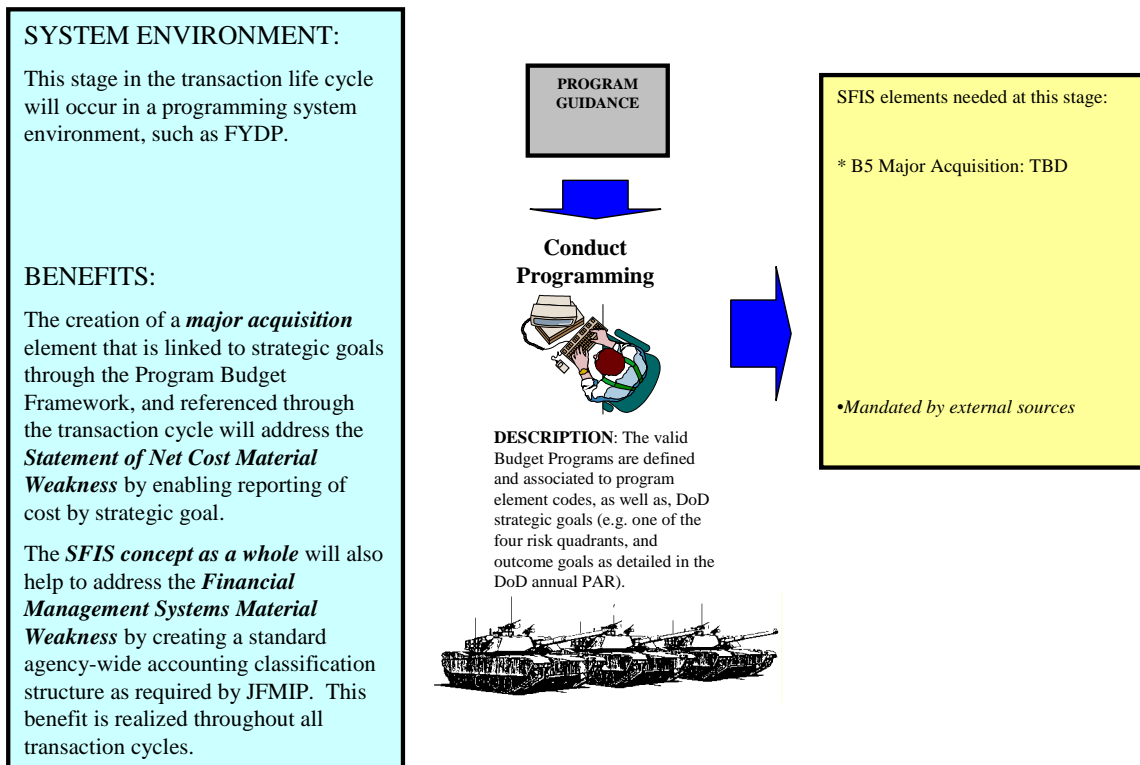 SYSTEM ENVIRONMENT:
This stage in the transaction life cycle
will occur in a programming system
environment, such as FYDP.
BENEFITS:
The creation of a major acquisition
element that is linked to strategic goals
through the Program Budget
Framework, and referenced through
the transaction cycle will address the
Statement of Net Cost Material
Weakness by enabling reporting of
cost by strategic goal.
The SFIS concept as a whole will also
help to address the Financial
Management Systems Material
Weakness by creating a standard
agency-wide accounting classification
structure as required by JFMIP.  This
benefit is realized throughout all
transaction cycles.
PROGRAM
GUIDANCE
Conduct
Programming
DESCRIPTION: The valid
Budget Programs are defined
and associated to program
element codes, as well as, DoD
strategic goals (e.g. one of the
four risk quadrants, and
outcome goals as detailed in the
DoD annual PAR).
SFIS elements needed at this stage:
* B5 Major Acquisition: TBD
•Mandated by external sources